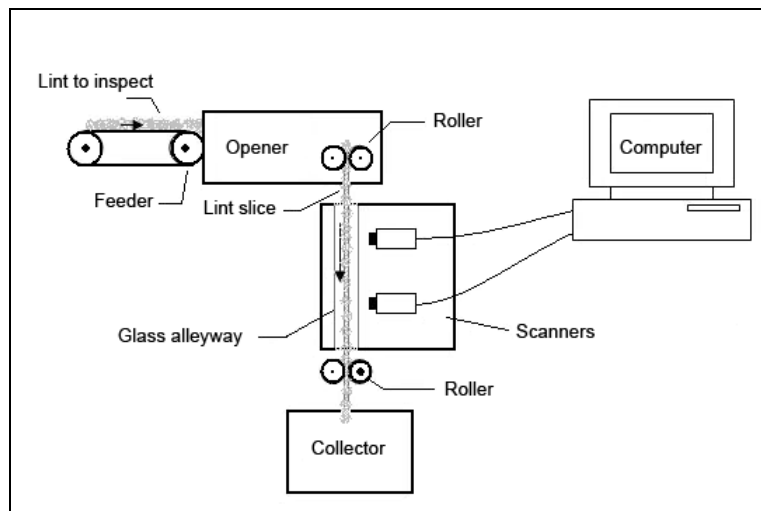 Lint to inspect
Roller
Opener
Computer
Feeder
Lint slice
Glass alleyway
Scanners
Roller
Collector